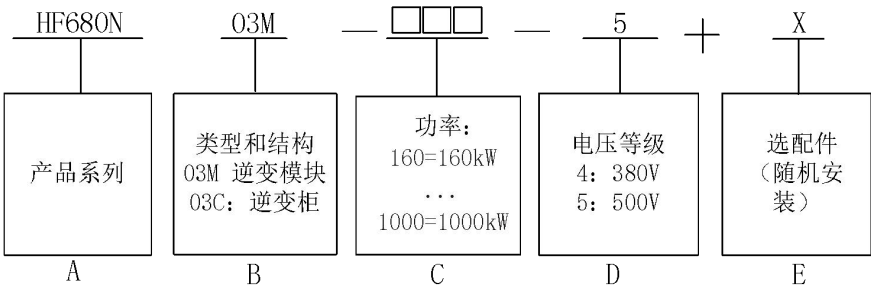 HF680N 03M — □□□ — 5 + X
产品系列
类型和结构
03M 逆变模块
03C：逆变柜
功率：
160=160kW
...
1000=1000kW
电压等级
4：380V
5：500V
选配件
（随机安
装）
A B C D E